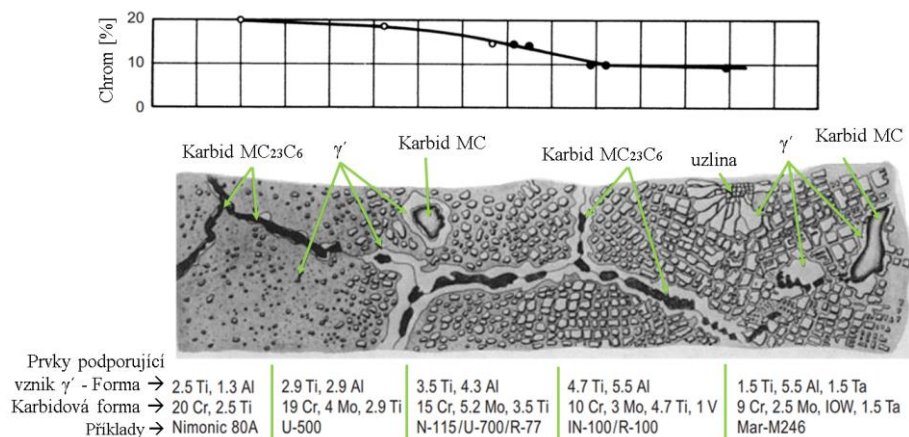 20
Chrom [%]
10
0
Karbid MC23C6
γ´
Karbid MC
Karbid MC23C6
uzlina
γ´
Karbid MC
Prvky podporující
vznik γ´ - Forma → 2.5 Ti, 1.3 Al 2.9 Ti, 2.9 Al 3.5 Ti, 4.3 Al 4.7 Ti, 5.5 Al 1.5 Ti, 5.5 Al, 1.5 Ta
Karbidová forma → 20 Cr, 2.5 Ti 19 Cr, 4 Mo, 2.9 Ti 15 Cr, 5.2 Mo, 3.5 Ti 10 Cr, 3 Mo, 4.7 Ti, 1 V 9 Cr, 2.5 Mo, IOW, 1.5 Ta
Příklady → Nimonic 80A U-500 N-115/U-700/R-77 IN-100/R-100 Mar-M246